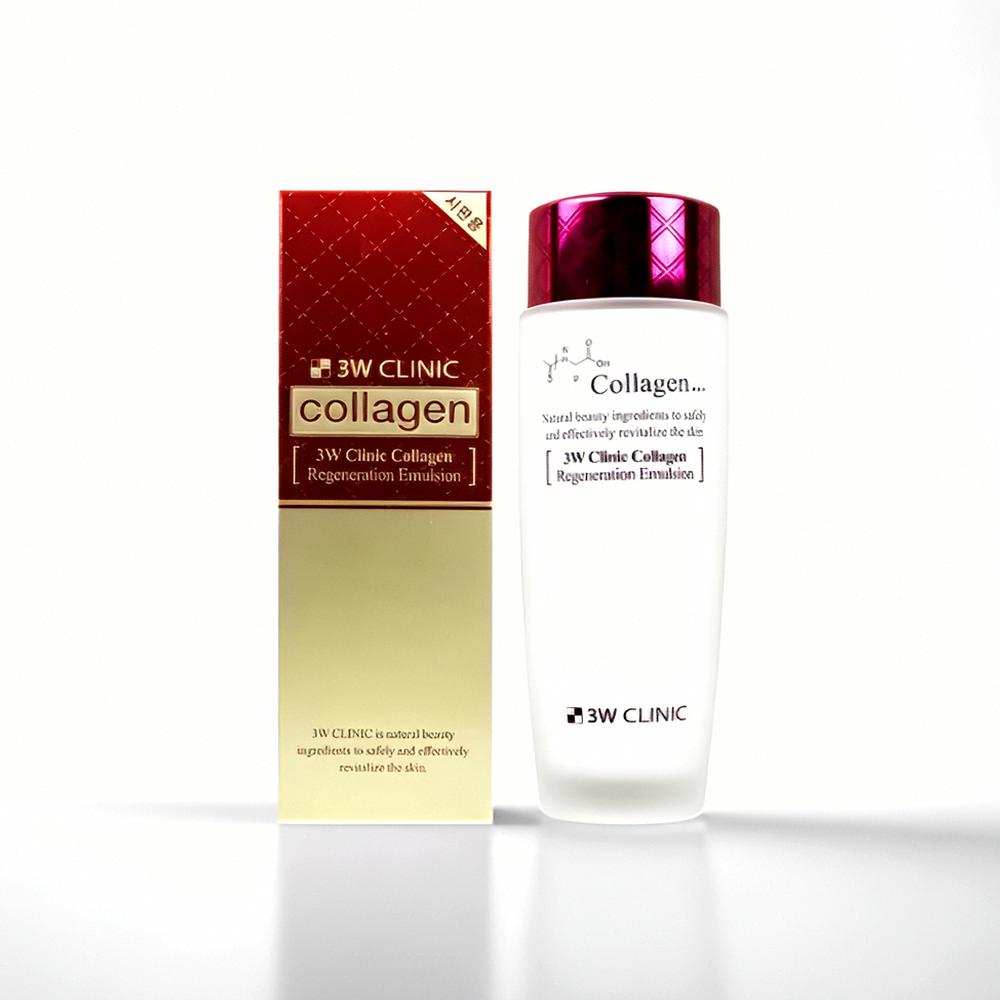 시판용
3W CLINIC
collagen
3W Clinic Collagen
Regeneration Emulsion
3W CLINIC is natural beauty
ingredients to safely and effectively
revitalize the skin.
N
H
O
OH
Collagen...
Natural beauty ingredients to safely
and effectively revitalize the skin
3W Clinic Collagen
Regeneration Emulsion
3W CLINIC